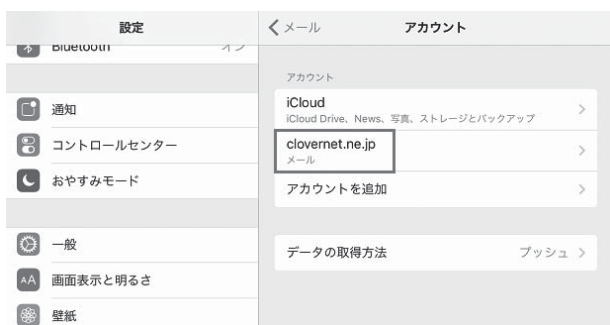 設定
Bluetooth オン
通知
コントロールセンター
おやすみモード
一般
AA 画面表示と明るさ
壁紙
メール
アカウント
アカウント
iCloud
iCloud Drive、News、写真、ストレージとバックアップ
clovernet.ne.jp
メール
アカウントを追加
データの取得方法 プッシュ